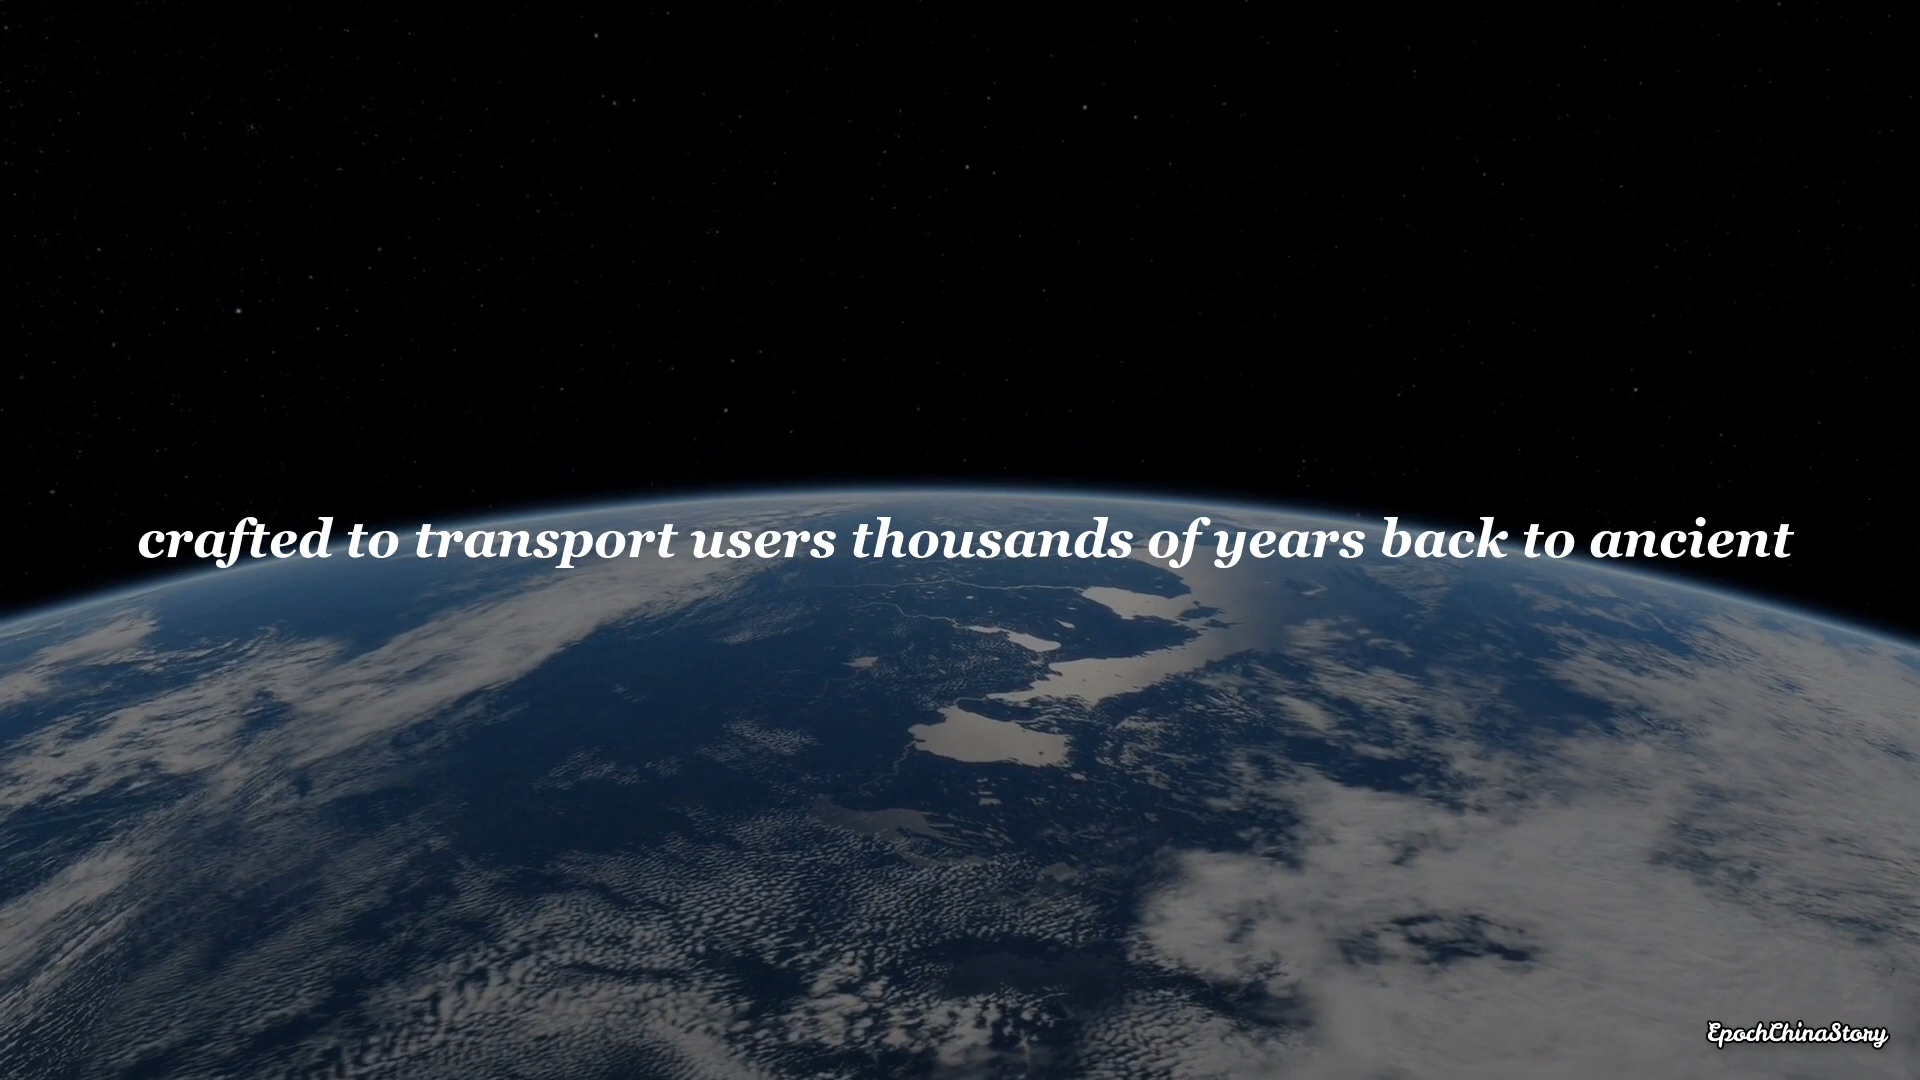 crafted to transport users thousands of years back to ancient
EpochChinaStory